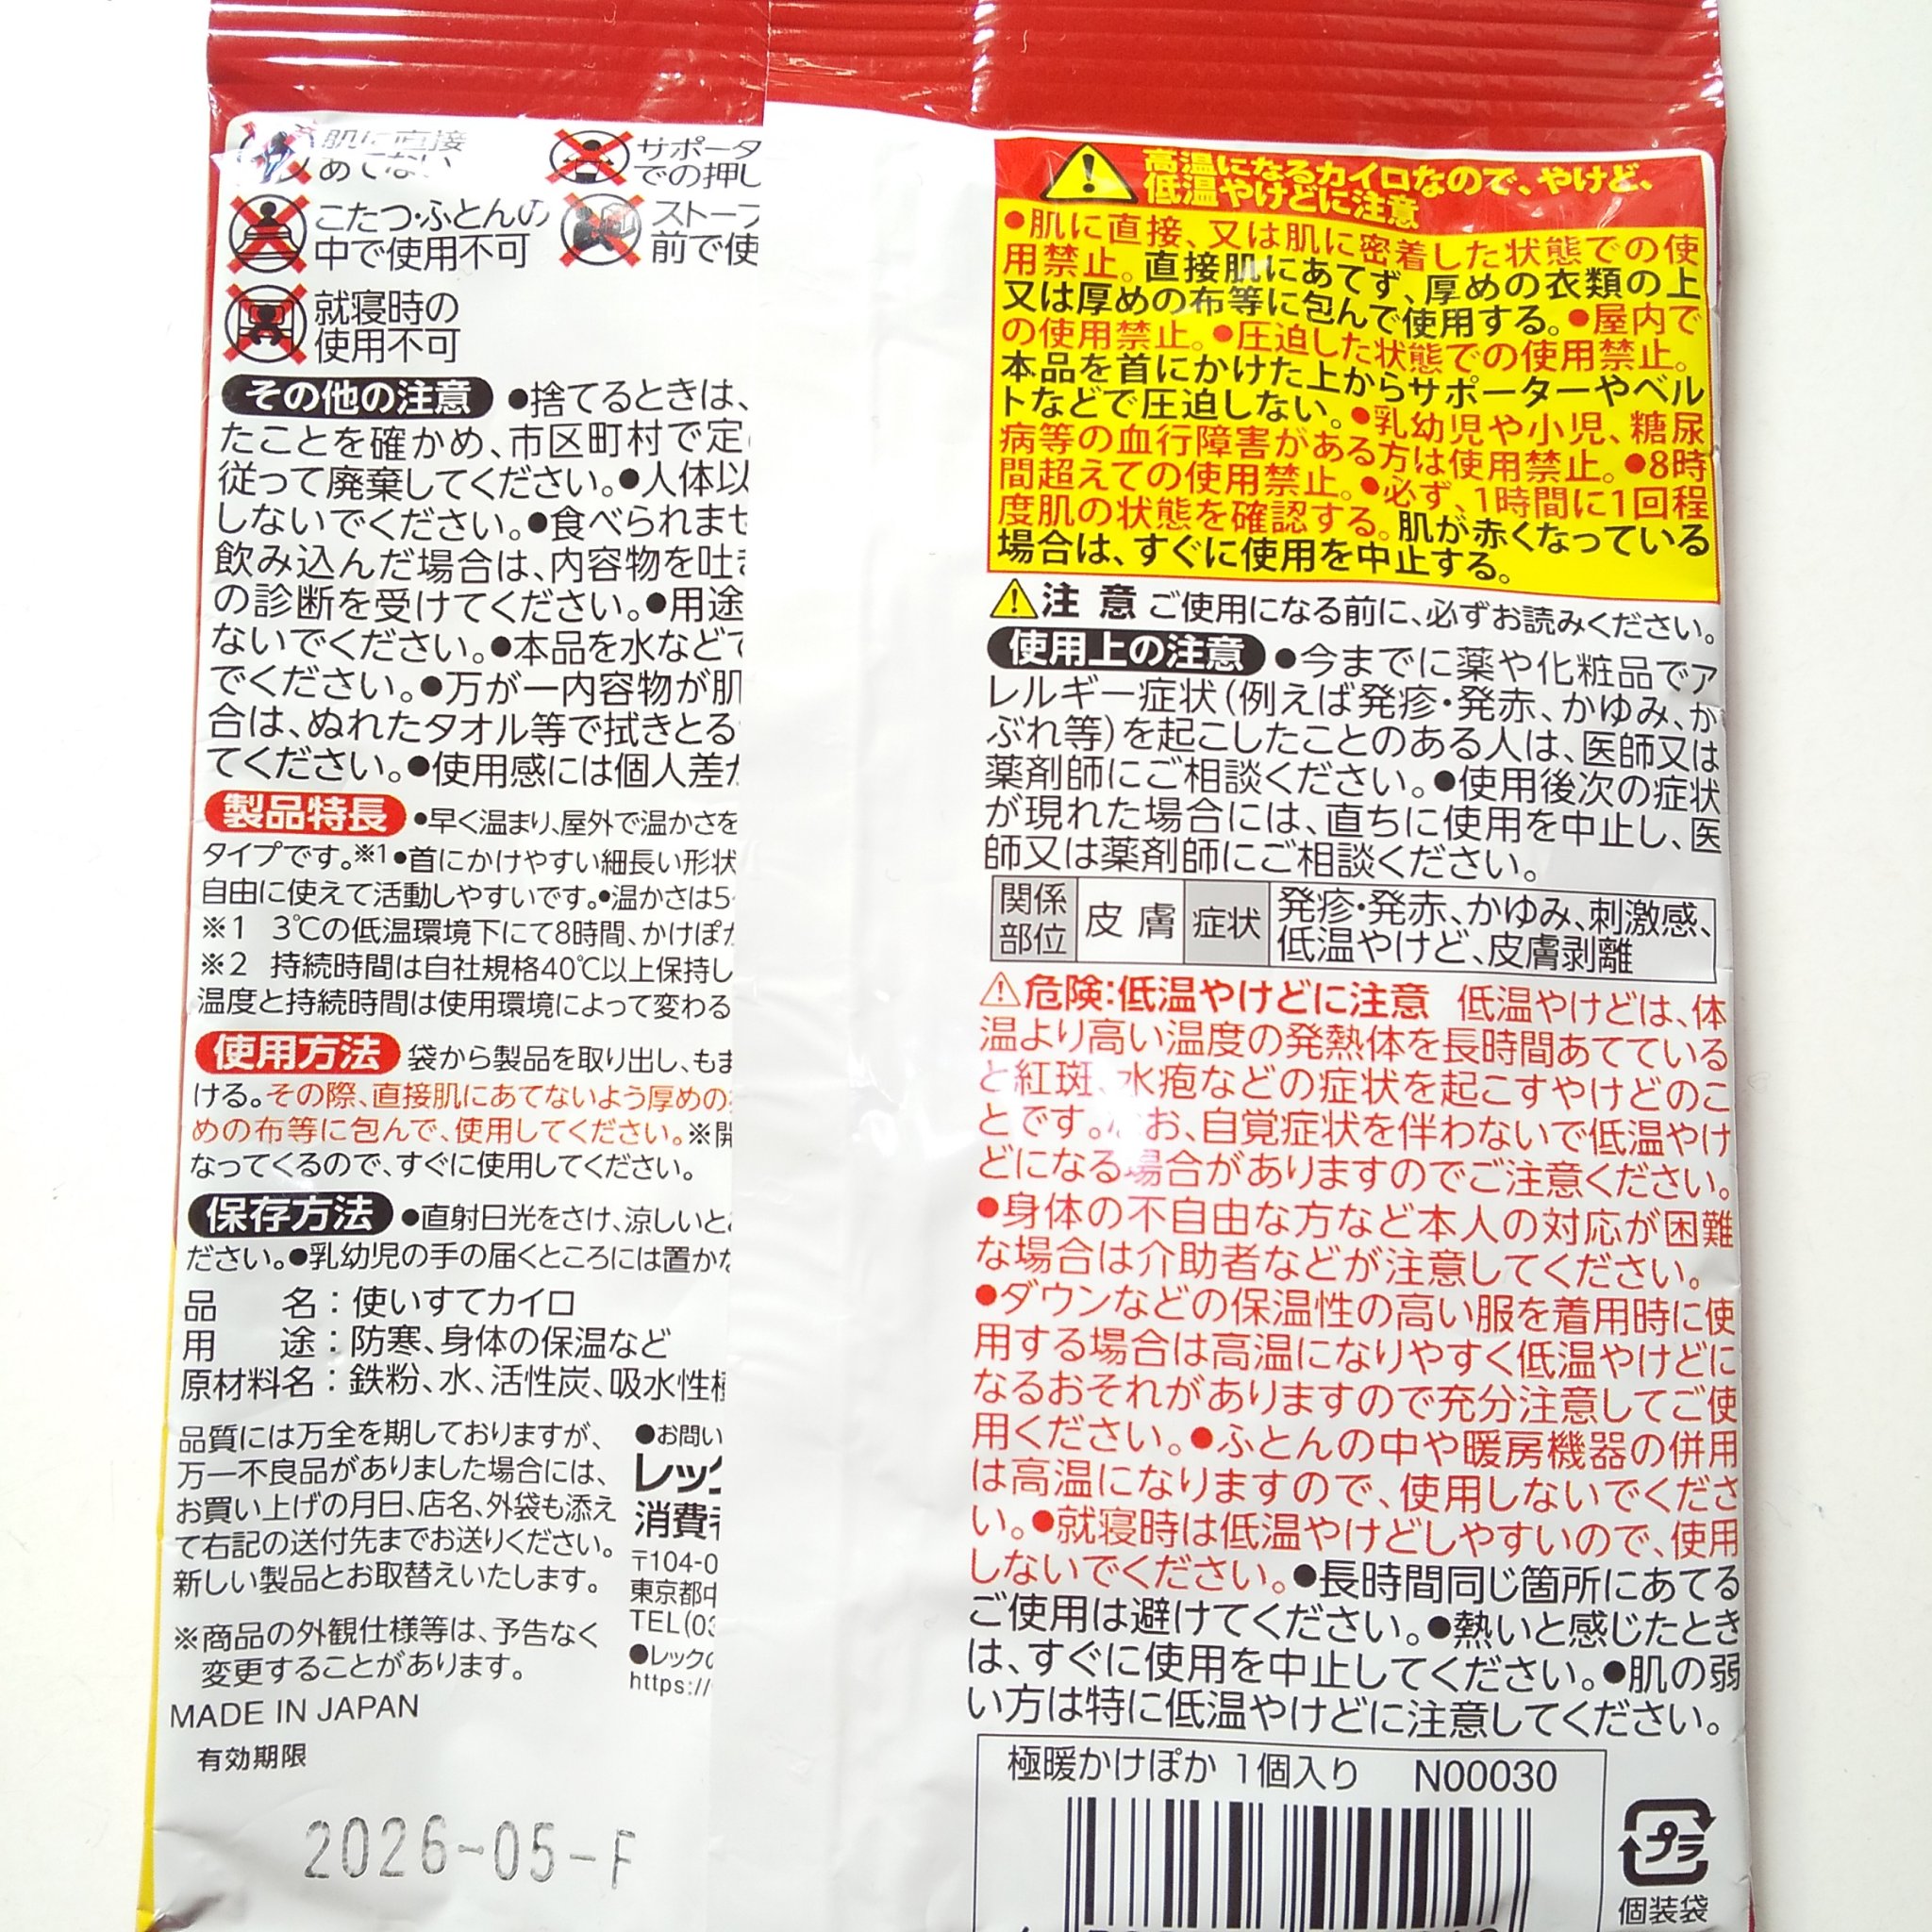 肌に直接
あてない
サポータ
での押し
こたつ・ふとんの
中で使用不可
ストーブ
前で使
就寝時の
使用不可
その他の注意 ●捨てるときは、
たことを確かめ、市区町村で定
従って廃棄してください。●人体以
しないでください。●食べられませ
飲み込んだ場合は、内容物を吐き
の診断を受けてください。●用途
ないでください。●本品を水などで
でください。●万が一内容物が肌
合は、ぬれたタオル等で拭きとる
てください。●使用感には個人差が
製品特長 ●早く温まり、屋外で温かさを
タイプです。※1●首にかけやすい細長い形状
自由に使えて活動しやすいです。●温かさは5
※1 3℃の低温環境下にて8時間、かけぽか
※2 持続時間は自社規格40℃以上保持し
温度と持続時間は使用環境によって変わる
使用方法 袋から製品を取り出し、もま
ける。その際、直接肌にあてないよう厚めの
めの布等に包んで、使用してください。※開
なってくるので、すぐに使用してください。
保存方法 ●直射日光をさけ、涼しいと
ださい。●乳幼児の手の届くところには置かな
品名:使いすてカイロ
用途:防寒、身体の保温など
原材料名:鉄粉、水、活性炭、吸水性
品質には万全を期しておりますが、
万一不良品がありました場合には、
お買い上げの月日、店名、外袋も添え
て右記の送付先までお送りください。
新しい製品とお取替えいたします。
※商品の外観仕様等は、予告なく
変更することがあります。
●お問い
レック
消費者
〒104-0
東京都中
TEL(03
●レックの
https://
MADE IN JAPAN
有効期限
2026-05-F
高温になるカイロなので、やけど、
低温やけどに注意
●肌に直接、又は肌に密着した状態での使
用禁止。直接肌にあてず、厚めの衣類の上
又は厚めの布等に包んで使用する。●屋内で
の使用禁止。●圧迫した状態での使用禁止。
本品を首にかけた上からサポーターやベル
トなどで圧迫しない。●乳幼児や小児、糖尿
病等の血行障害がある方は使用禁止。●8時
間超えての使用禁止。●必ず、1時間に1回程
度肌の状態を確認する。肌が赤くなっている
場合は、すぐに使用を中止する。
注意 ご使用になる前に、必ずお読みください。
使用上の注意 ●今までに薬や化粧品でア
レルギー症状(例えば発疹・発赤、かゆみ、か
ぶれ等)を起こしたことのある人は、医師又は
薬剤師にご相談ください。●使用後次の症状
が現れた場合には、直ちに使用を中止し、医
師又は薬剤師にご相談ください。
関係部位 皮膚 症状 発疹・発赤、かゆみ、刺激感、
低温やけど、皮膚剥離
⚠危険:低温やけどに注意 低温やけどは、体
温より高い温度の発熱体を長時間あてている
と紅斑、水疱などの症状を起こすやけどのこ
とです。なお、自覚症状を伴わないで低温やけ
どになる場合がありますのでご注意ください。
●身体の不自由な方など本人の対応が困難
な場合は介助者などが注意してください。
●ダウンなどの保温性の高い服を着用時に使
用する場合は高温になりやすく低温やけどに
なるおそれがありますので充分注意してご使
用ください。●ふとんの中や暖房機器の併用
は高温になりますので、使用しないでくださ
い。●就寝時は低温やけどしやすいので、使用
しないでください。●長時間同じ箇所にあてる
ご使用は避けてください。●熱いと感じたとき
は、すぐに使用を中止してください。●肌の弱
い方は特に低温やけどに注意してください。
極暖かけぽか 1個入り N00030
プラ
個装袋